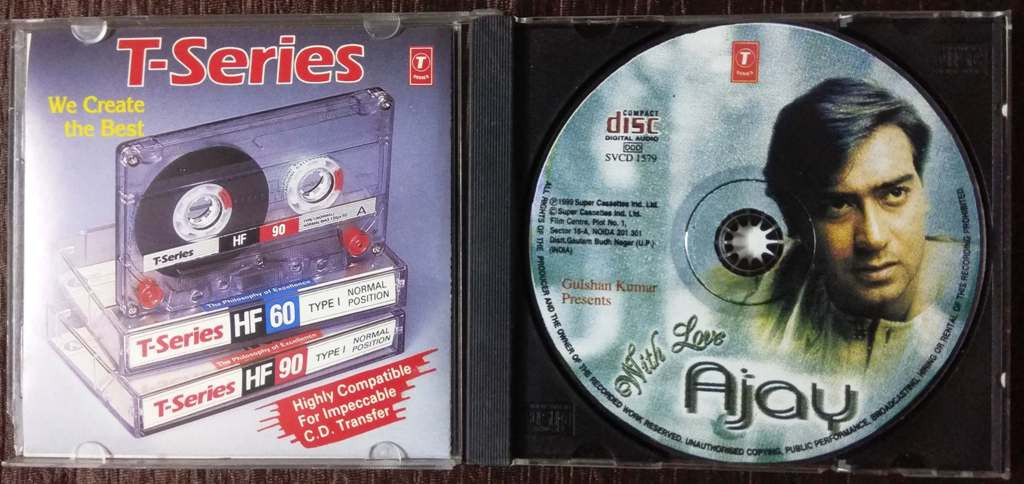 T-Series
T
SERIES
We Create
the Best
A
HF 90
T-Series
The Philosophy of Excellence
T-Series HF 60 TYPE I NORMAL
POSITION
The Philosophy of Excellence
T-Series HF 90 TYPE I NORMAL
POSITION
Highly Compatible
For Impeccable
C.D. Transfer
T
SERIES
COMPACT
disc
DIGITAL AUDIO
DDD
SVCD 1579
℗1999 Super Cassettes Ind. Ltd.
©Super Cassettes Ind. Ltd.
Film Centre, Plot No. 1,
Sector 16-A, NOIDA 201 301
Distt.Gautam Budh Nagar (U.P.)
(INDIA)
Gulshan Kumar
Presents
With Love
Ajay
ALL RIGHTS OF THE PRODUCER AND THE OWNER OF THE RECORDED WORK RESERVED. UNAUTHORISED COPYING, PUBLIC PERFORMANCE, BROADCASTING, HIRING OR RENTAL OF THIS RECORDING PROHIBITED.